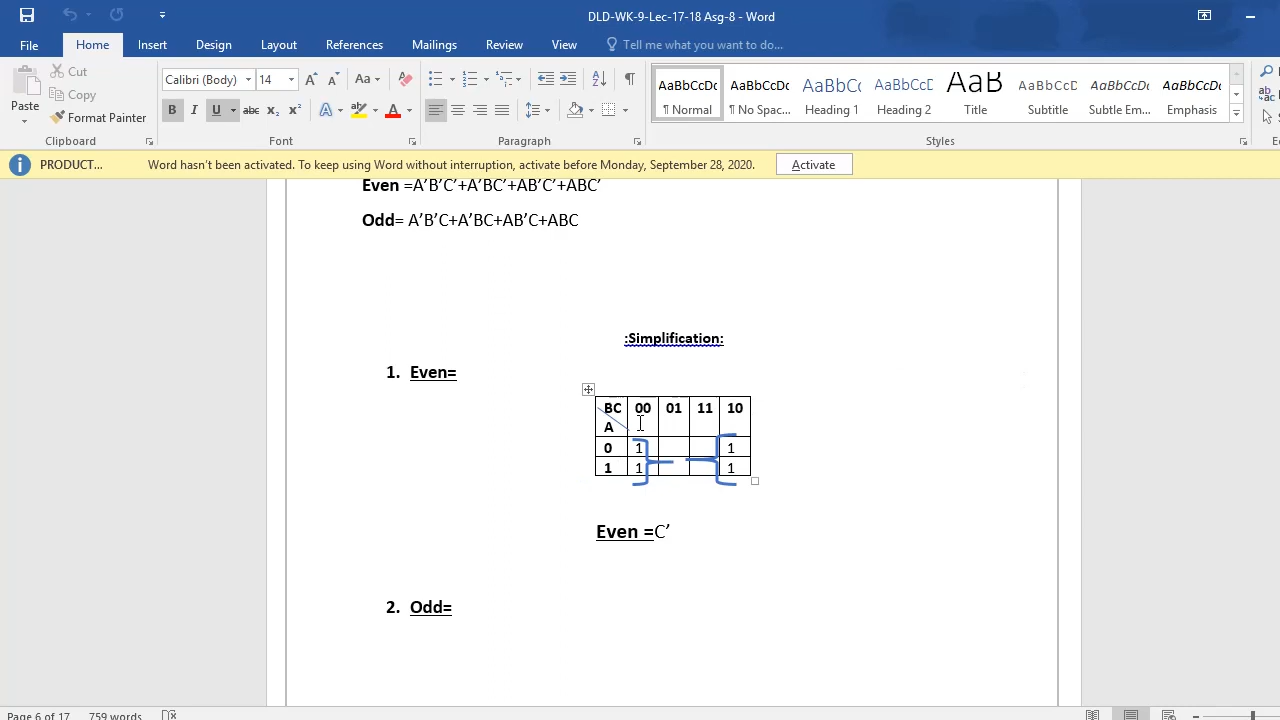 DLD-WK-9-Lec-17-18 Asg-8 - Word
File Home Insert Design Layout References Mailings Review View Tell me what you want to do...
Paste
Cut
Copy
Format Painter
Calibri (Body) 14
AaBbCcDc ¶ Normal
AaBbCcDc ¶ No Spac...
AaBbCc Heading 1
AaBbCcC Heading 2
AaB Title
AaBbCcD Subtitle
AaBbCcDc Subtle Em...
AaBbCcDc Emphasis
Clipboard Font Paragraph Styles
PRODUCT... Word hasn't been activated. To keep using Word without interruption, activate before Monday, September 28, 2020. Activate
Even =A’B’C’+A’BC’+AB’C’+ABC’
Odd= A’B’C+A’BC+AB’C+ABC
:Simplification:
1. Even=
BC 00 01 11 10
A
0 1 1
1 1 1
Even =C’
2. Odd=
Page 6 of 17 759 words